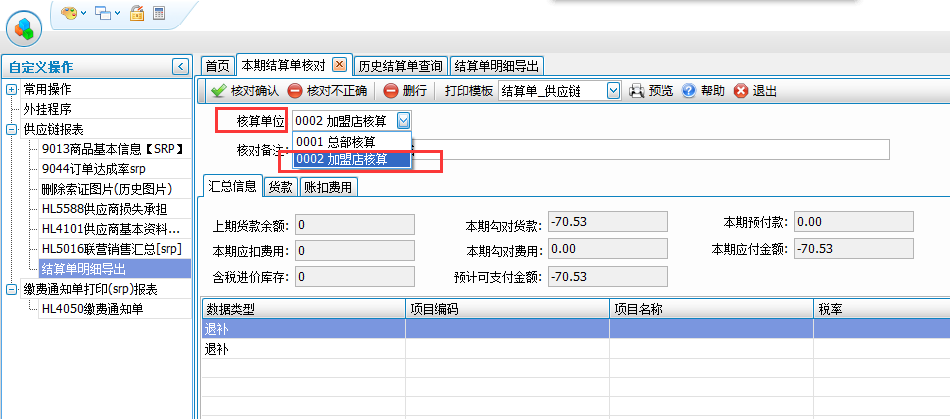 自定义操作
常用操作
外挂程序
供应链报表
9013商品基本信息【SRP】
9044订单达成率srp
删除索证图片(历史图片)
HL5588供应商损失承担
HL4101供应商基本资料...
HL5016联营销售汇总[srp]
结算单明细导出
缴费通知单打印(srp)报表
HL4050缴费通知单
首页 本期结算单核对 历史结算单查询 结算单明细导出
核对确认 核对不正确 删行 打印模板 结算单_供应链 预览 帮助 退出
核算单位 0002 加盟店核算
0001 总部核算
核对备注:
0002 加盟店核算
汇总信息 货款 账扣费用
上期货款余额: 0 本期勾对货款: -70.53 本期预付款: 0.00
本期应扣费用: 0 本期勾对费用: 0.00 本期应付金额: -70.53
含税进价库存: 0 预计可支付金额: -70.53
数据类型 项目编码 项目名称 税率
退补
退补